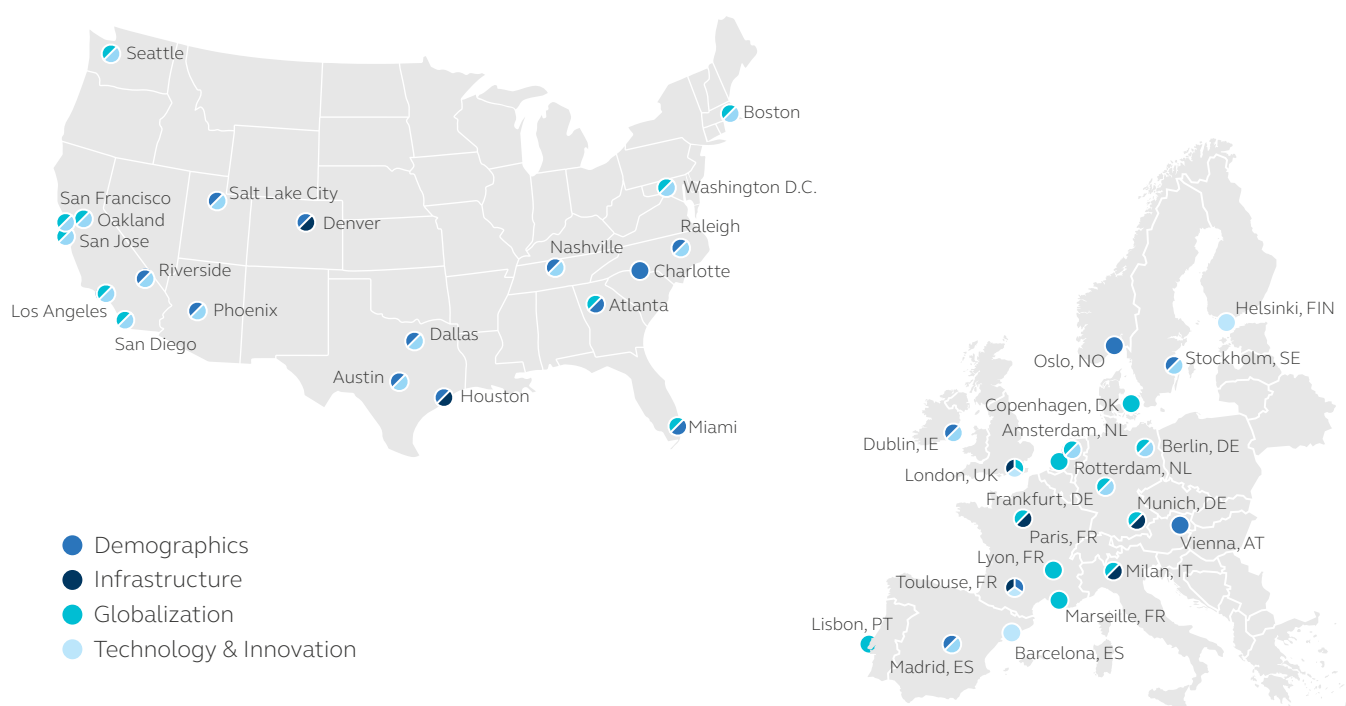 Seattle
Boston
Washington D.C.
San Francisco
Salt Lake City
Oakland
Denver
San Jose
Raleigh
Nashville
Riverside
Charlotte
Los Angeles
Phoenix
Atlanta
San Diego
Dallas
Austin
Houston
Miami
Demographics
Infrastructure
Globalization
Technology & Innovation
Helsinki, FIN
Oslo, NO
Stockholm, SE
Copenhagen, DK
Amsterdam, NL
Dublin, IE
Berlin, DE
London, UK
Rotterdam, NL
Frankfurt, DE
Munich, DE
Paris, FR
Vienna, AT
Lyon, FR
Milan, IT
Toulouse, FR
Marseille, FR
Lisbon, PT
Barcelona, ES
Madrid, ES